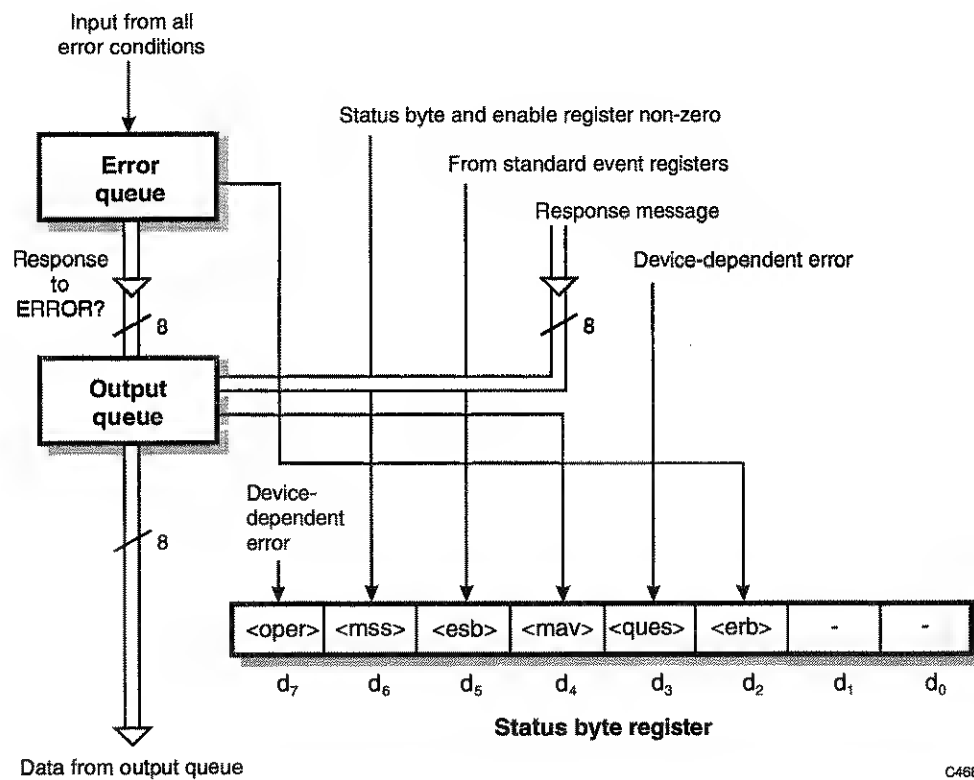 Input from all
error conditions
Status byte and enable register non-zero
Error
queue
From standard event registers
Response message
Device-dependent error
Response
to
ERROR?
8
8
Output
queue
Device-
dependent
error
8
<oper> <mss> <esb> <mav> <ques> <erb> - -
d7 d6 d5 d4 d3 d2 d1 d0
Status byte register
Data from output queue